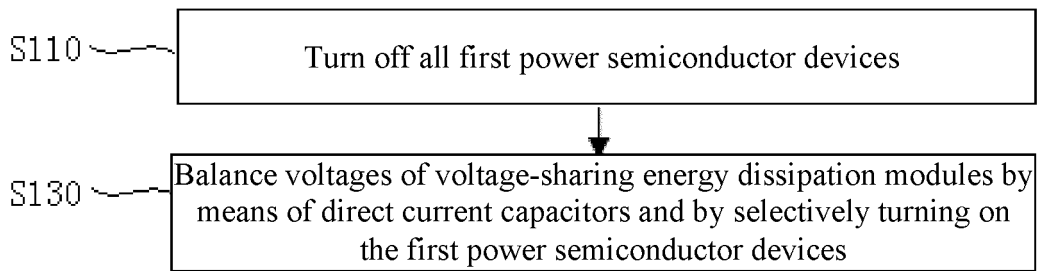 S110
Turn off all first power semiconductor devices
S130
Balance voltages of voltage-sharing energy dissipation modules by
means of direct current capacitors and by selectively turning on
the first power semiconductor devices